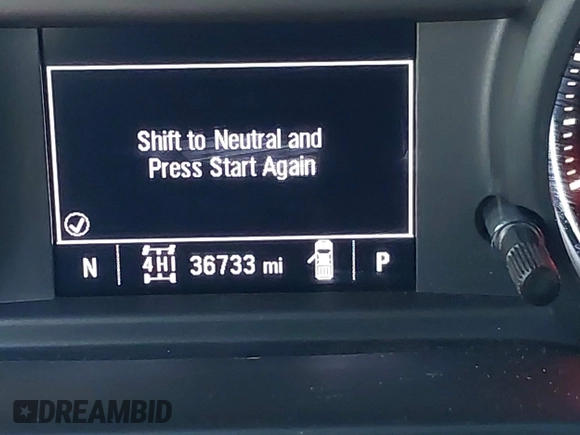 Shift to Neutral and
Press Start Again
N 4HI 36733 mi P
DREAMBID